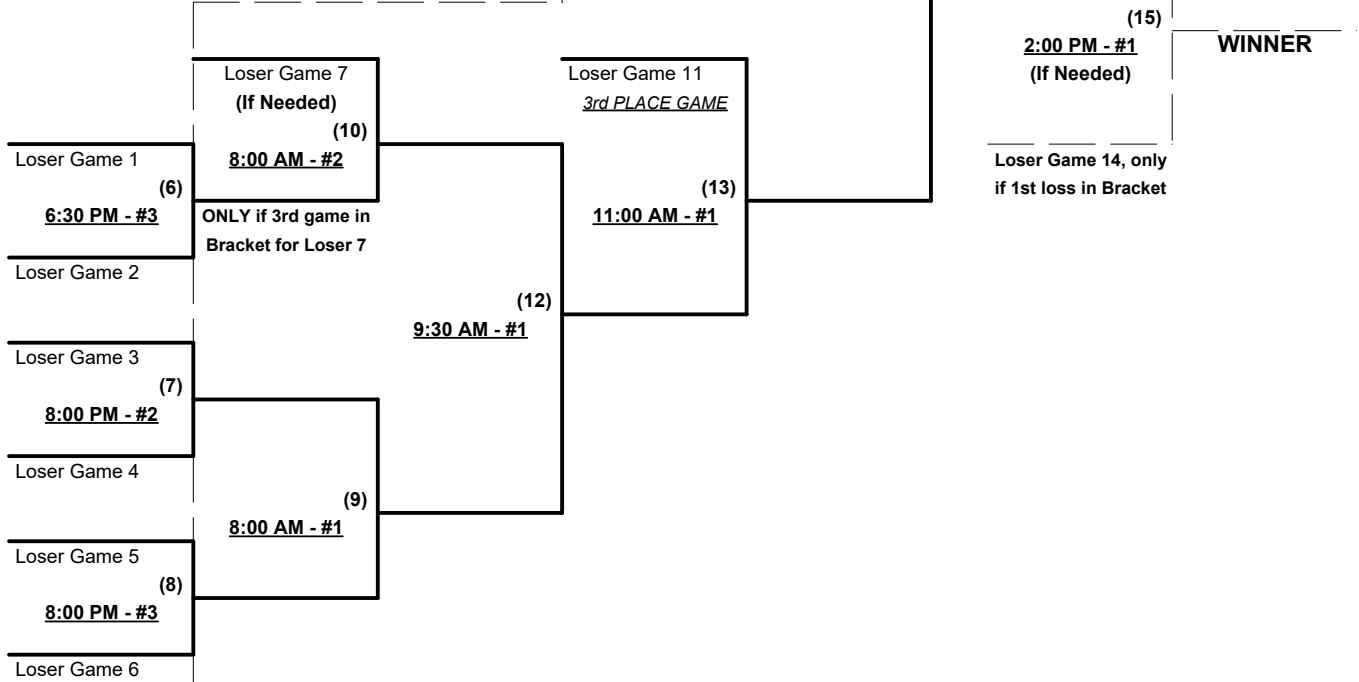 (15)
2:00 PM - #1
WINNER
(If Needed)
Loser Game 14, only
if 1st loss in Bracket
Loser Game 7
(If Needed)
(10)
8:00 AM - #2
ONLY if 3rd game in
Bracket for Loser 7
Loser Game 11
3rd PLACE GAME
(13)
11:00 AM - #1
Loser Game 1
(6)
6:30 PM - #3
Loser Game 2
(12)
9:30 AM - #1
Loser Game 3
(7)
8:00 PM - #2
Loser Game 4
(9)
8:00 AM - #1
Loser Game 5
(8)
8:00 PM - #3
Loser Game 6